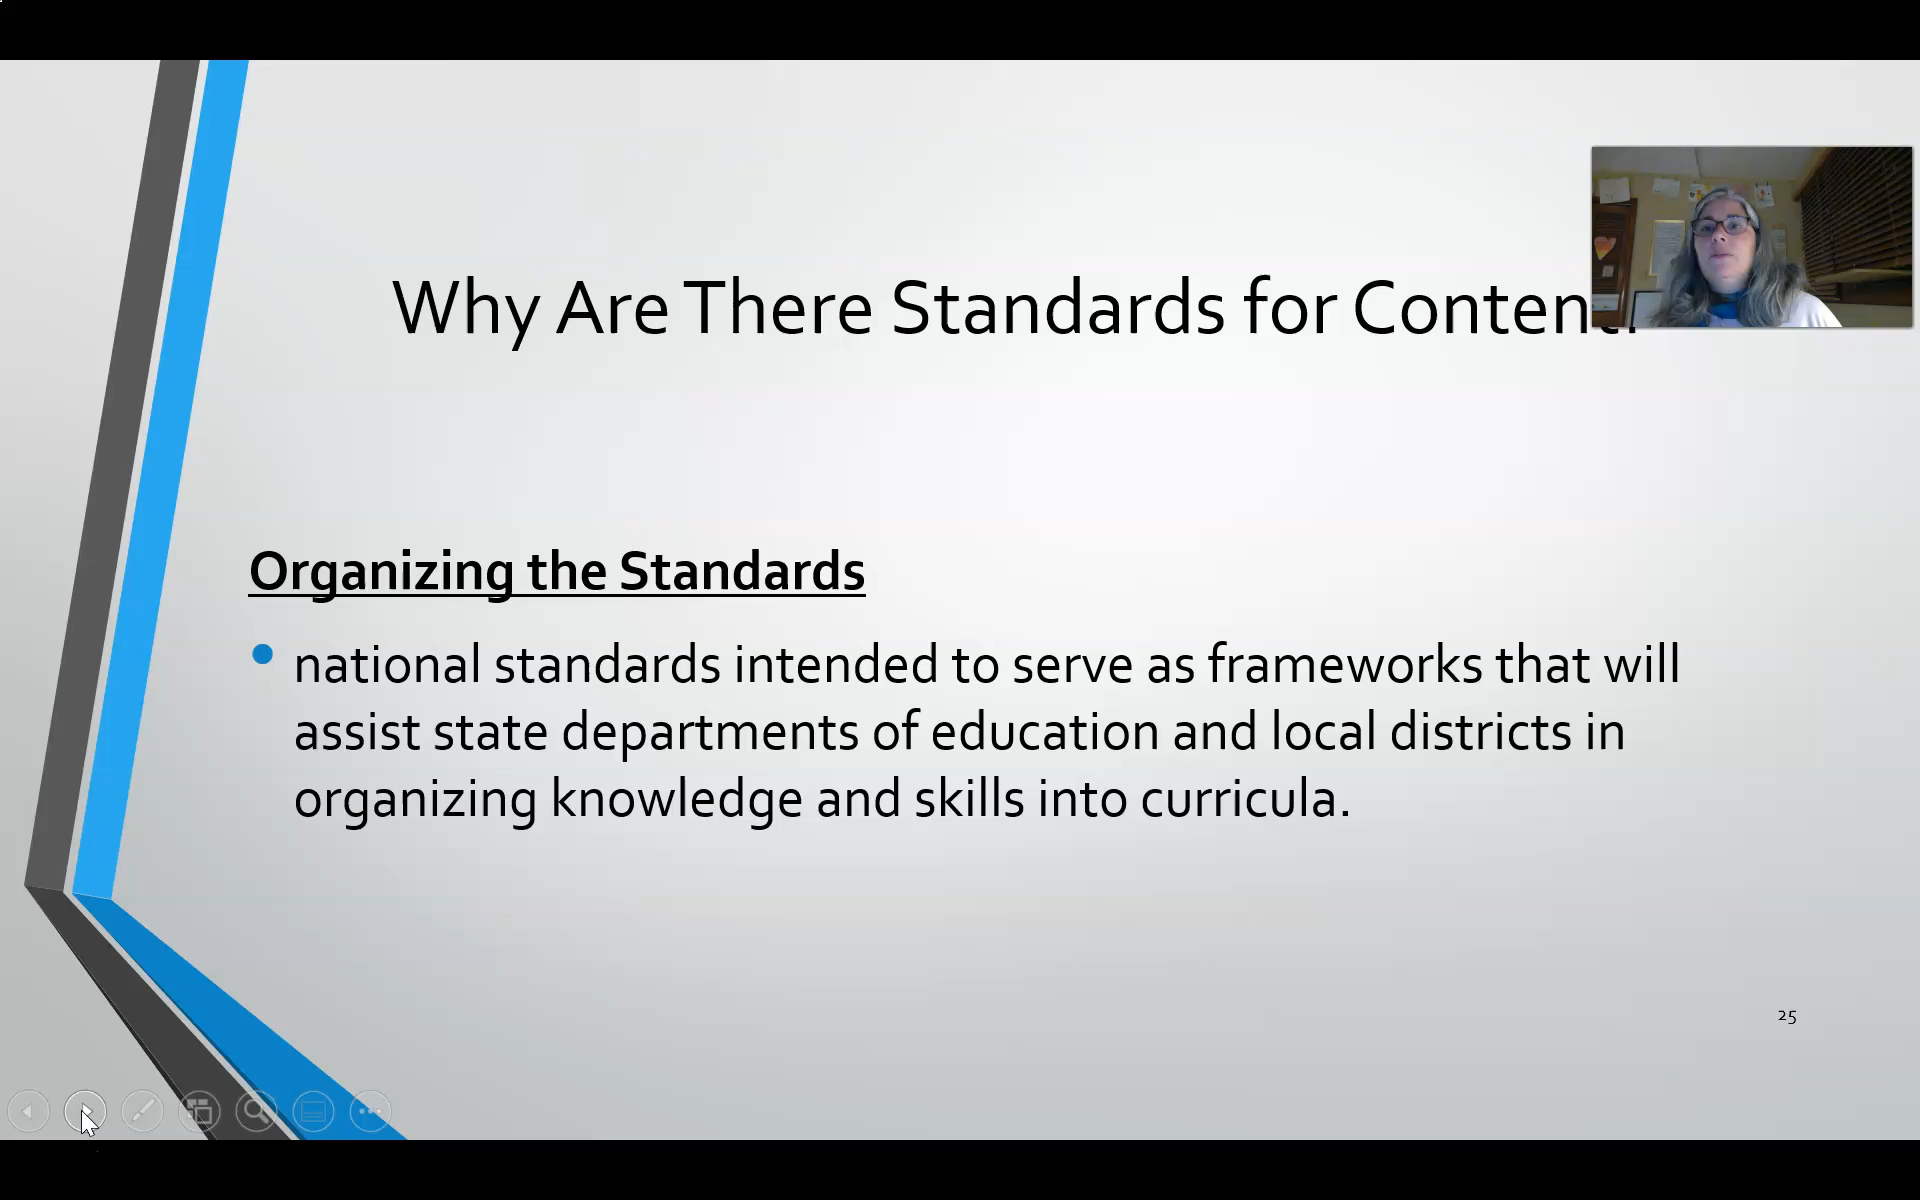 Why Are There Standards for Content
Organizing the Standards
national standards intended to serve as frameworks that will
assist state departments of education and local districts in
organizing knowledge and skills into curricula.
25